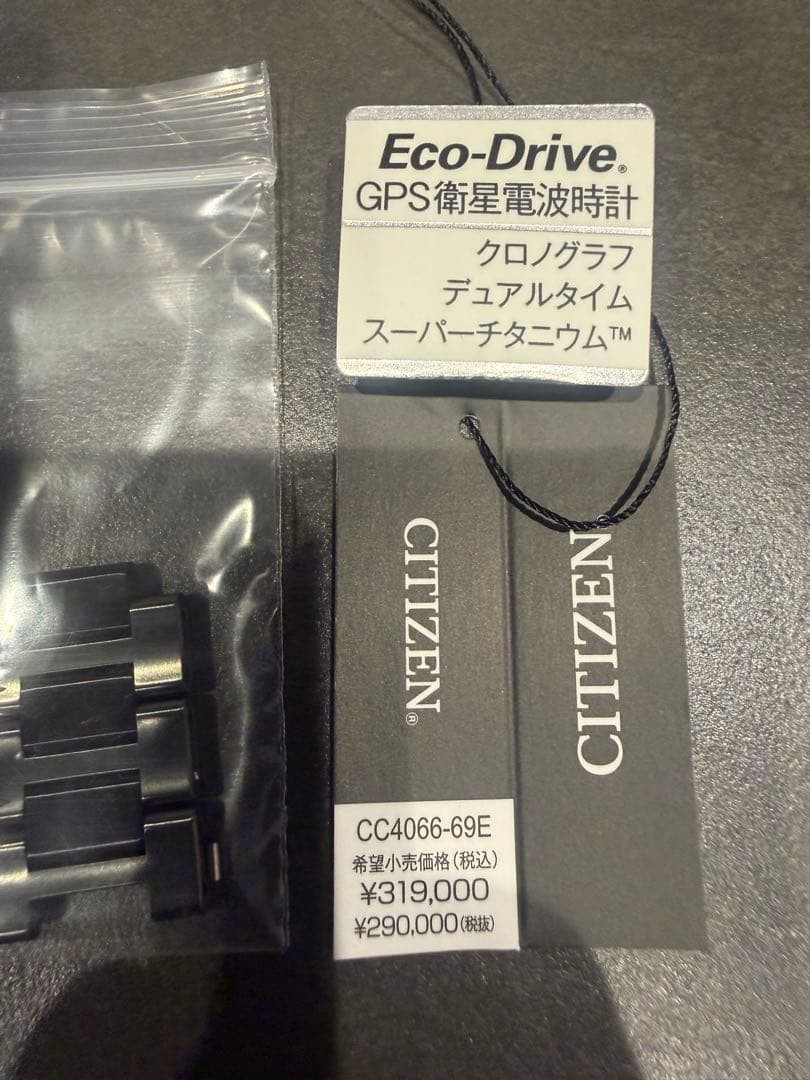 Eco-Drive®
GPS衛星電波時計
クロノグラフ
デュアルタイム
スーパーチタニウム™
CITIZEN®
CITIZEN
CC4066-69E
希望小売価格(税込)
¥319,000
¥290,000(税抜)